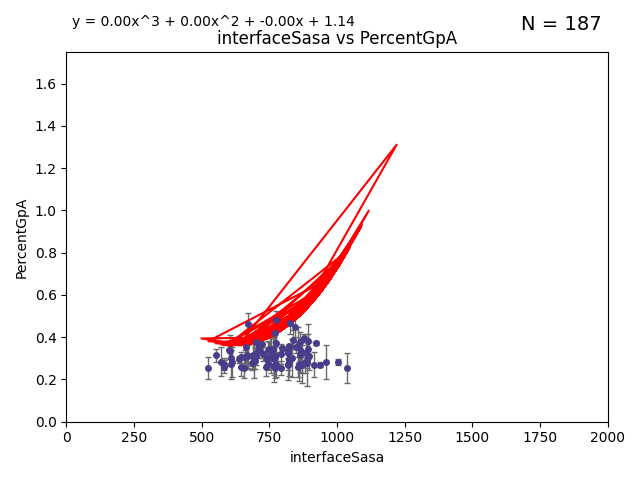 y = 0.00x^3 + 0.00x^2 + -0.00x + 1.14
N = 187
interfaceSasa vs PercentGpA
PercentGpA
1.6
1.4
1.2
1.0
0.8
0.6
0.4
0.2
0.0
0 250 500 750 1000 1250 1500 1750 2000
interfaceSasa